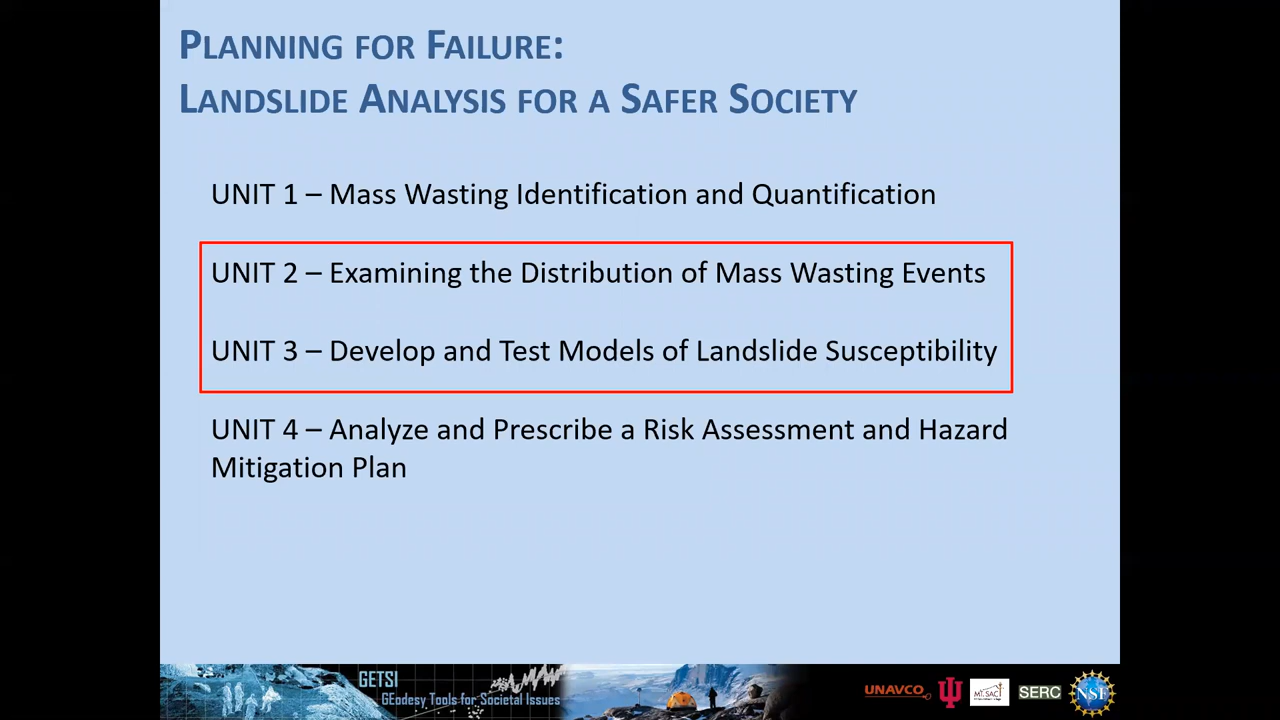 PLANNING FOR FAILURE:
LANDSLIDE ANALYSIS FOR A SAFER SOCIETY
UNIT 1 – Mass Wasting Identification and Quantification
UNIT 2 – Examining the Distribution of Mass Wasting Events
UNIT 3 – Develop and Test Models of Landslide Susceptibility
UNIT 4 – Analyze and Prescribe a Risk Assessment and Hazard
Mitigation Plan
GETSI
GEodesy Tools for Societal Issues
UNAVCO
MT. SAC
SERC
NSF